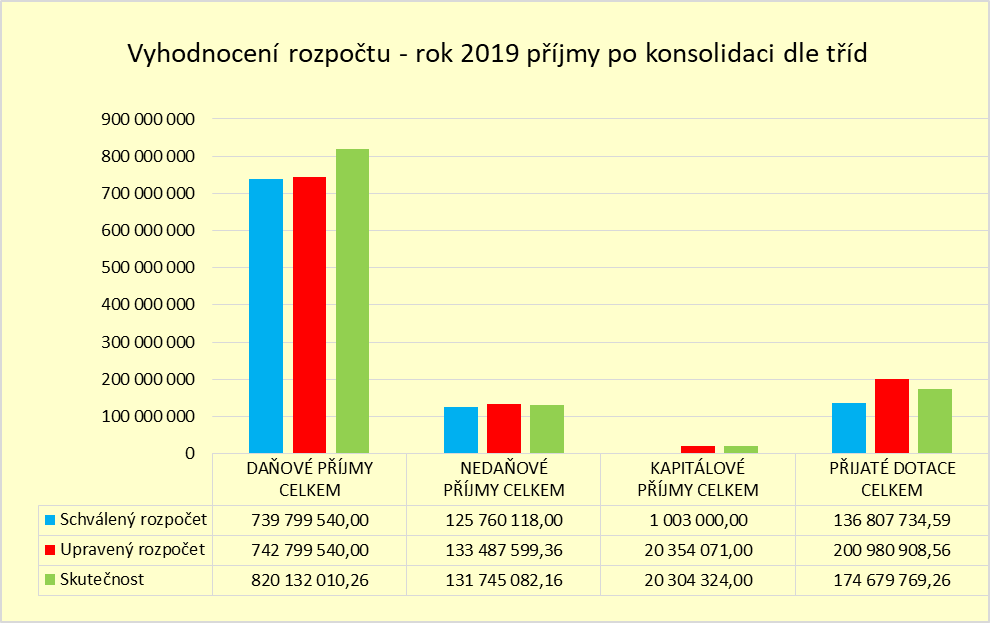 Vyhodnocení rozpočtu - rok 2019 příjmy po konsolidaci dle tříd
900 000 000
800 000 000
700 000 000
600 000 000
500 000 000
400 000 000
300 000 000
200 000 000
100 000 000
0
DAŇOVÉ PŘÍJMY CELKEM
NEDAŇOVÉ PŘÍJMY CELKEM
KAPITÁLOVÉ PŘÍJMY CELKEM
PŘIJATÉ DOTACE CELKEM
Schválený rozpočet 739 799 540,00 125 760 118,00 1 003 000,00 136 807 734,59
Upravený rozpočet 742 799 540,00 133 487 599,36 20 354 071,00 200 980 908,56
Skutečnost 820 132 010,26 131 745 082,16 20 304 324,00 174 679 769,26